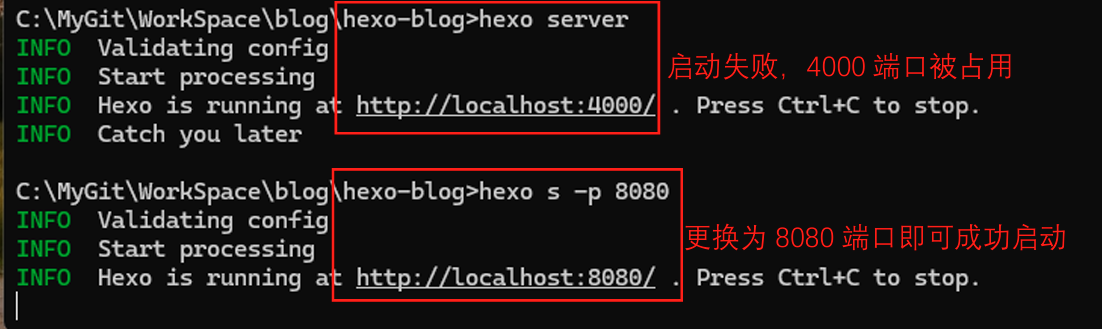 C:\MyGit\WorkSpace\blog\hexo-blog>hexo server
INFO  Validating config
INFO  Start processing
启动失败，4000 端口被占用
INFO  Hexo is running at http://localhost:4000/ . Press Ctrl+C to stop.
INFO  Catch you later
C:\MyGit\WorkSpace\blog\hexo-blog>hexo s -p 8080
INFO  Validating config
INFO  Start processing
更换为 8080 端口即可成功启动
INFO  Hexo is running at http://localhost:8080/ . Press Ctrl+C to stop.